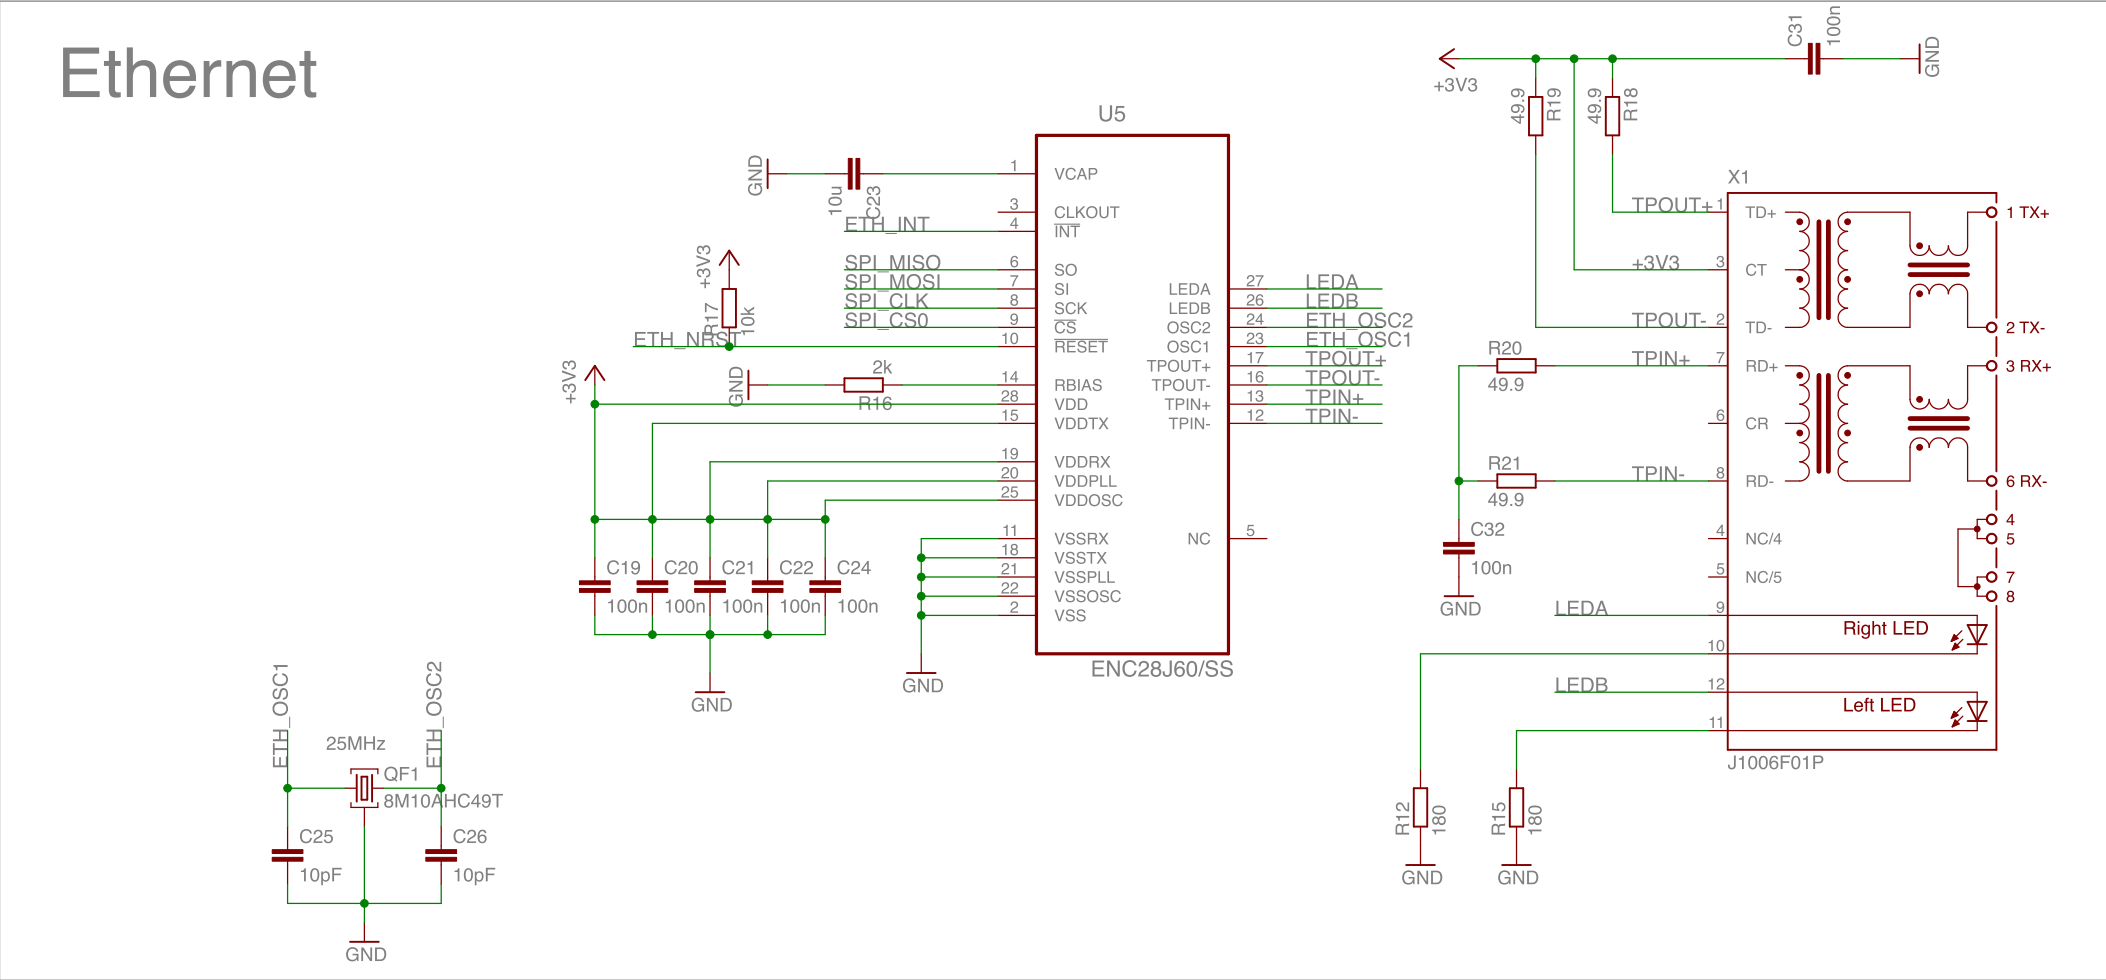 Ethernet
+3V3
C31
100n
GND
49.9
R19
49.9
R18
U5
ENC28J60/SS
GND
10u
C23
1 VCAP
3 CLKOUT
ETH_INT 4 INT
SPI_MISO 6 SO
SPI_MOSI 7 SI
SPI_CLK 8 SCK
SPI_CS0 9 CS
+3V3
R17
10k
ETH_NRST 10 RESET
GND 2k R16 14 RBIAS
+3V3
28 VDD
15 VDDTX
19 VDDRX
20 VDDPLL
25 VDDOSC
11 VSSRX
18 VSSTX
21 VSSPLL
22 VSSOSC
2 VSS
GND
C19 C20 C21 C22 C24
100n 100n 100n 100n 100n
GND
LEDA 27 LEDA
LEDB 26 LEDB
OSC2 24 ETH_OSC2
OSC1 23 ETH_OSC1
TPOUT+ 17 TPOUT+
TPOUT- 16 TPOUT-
TPIN+ 13 TPIN+
TPIN- 12 TPIN-
NC 5
X1
TPOUT+ 1 TD+ 1 TX+
+3V3 3 CT
TPOUT- 2 TD- 2 TX-
R20
49.9
TPIN+ 7 RD+ 3 RX+
6 CR
R21
49.9
TPIN- 8 RD- 6 RX-
C32
100n
GND
4
4 NC/4 5
5 NC/5 7
8
LEDA 9
Right LED
10
LEDB 12
Left LED
11
J1006F01P
R12
180
GND
R15
180
GND
ETH_OSC1
ETH_OSC2
25MHz
QF1
8M10AHC49T
C25
10pF
C26
10pF
GND